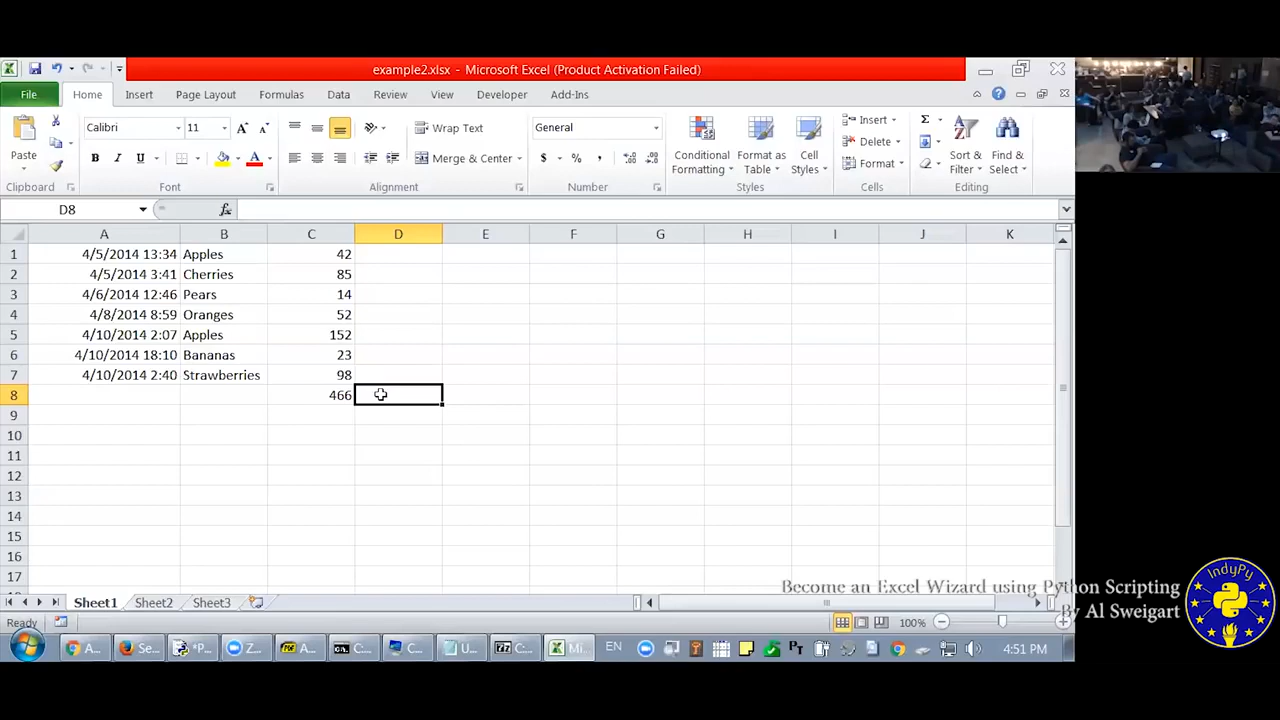 example2.xlsx - Microsoft Excel (Product Activation Failed)
File Home Insert Page Layout Formulas Data Review View Developer Add-Ins
Calibri 11 Wrap Text General Insert
Paste Merge & Center Conditional Formatting Format as Table Cell Styles Delete Format Sort & Filter Find & Select
Clipboard Font Alignment Number Styles Cells Editing
D8 fx
A B C D E F G H I J K
1 4/5/2014 13:34 Apples 42
2 4/5/2014 3:41 Cherries 85
3 4/6/2014 12:46 Pears 14
4 4/8/2014 8:59 Oranges 52
5 4/10/2014 2:07 Apples 152
6 4/10/2014 18:10 Bananas 23
7 4/10/2014 2:40 Strawberries 98
8 466
9
10
11
12
13
14
15
16
17
Become an Excel Wizard using Python Scripting
By Al Sweigart
IndyPy
Sheet1 Sheet2 Sheet3
Ready 100%
A... Se... *P... Z... A... C:... C... U... C:... Mi... EN 4:51 PM